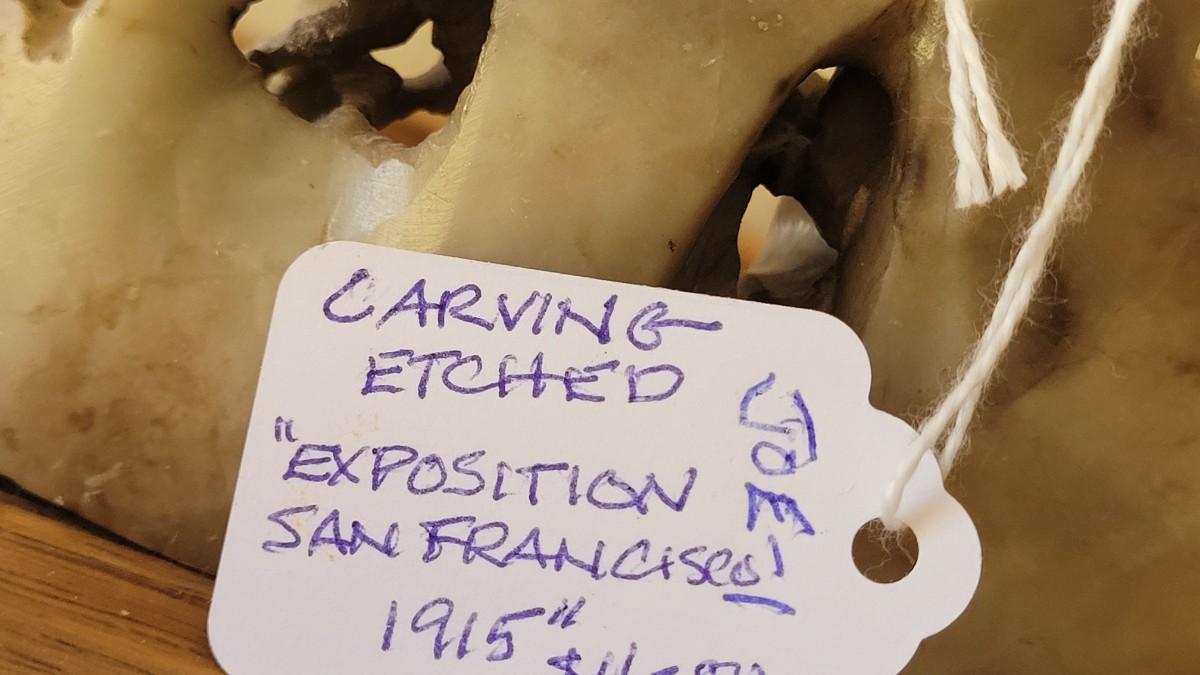 CARVING
ETCHED
"EXPOSITION
SAN FRANCISCO
1915"